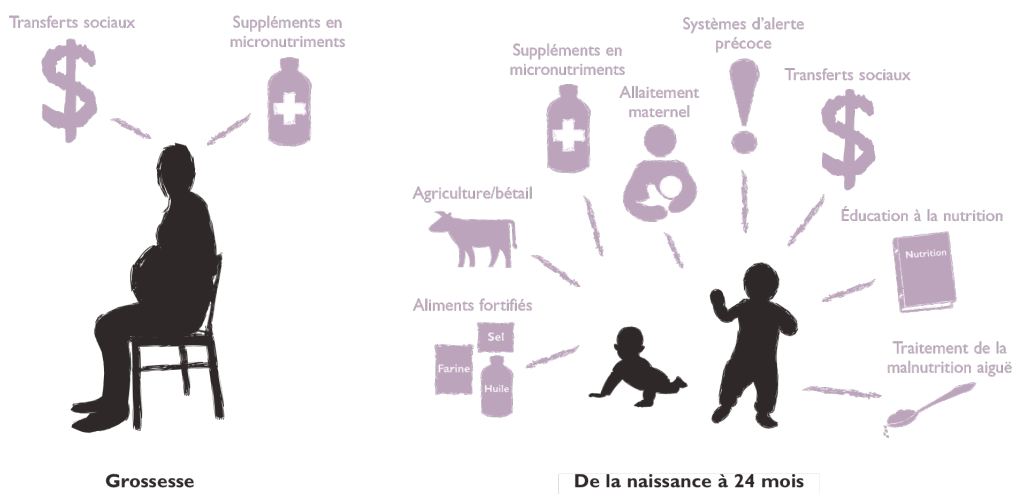 Transferts sociaux
Suppléments en
micronutriments
Grossesse
Systèmes d'alerte
précoce
Suppléments en
micronutriments
Allaitement
maternel
Transferts sociaux
Agriculture/bétail
Éducation à la nutrition
Nutrition
Aliments fortifiés
Sel
Farine
Huile
Traitement de la
malnutrition aiguë
De la naissance à 24 mois